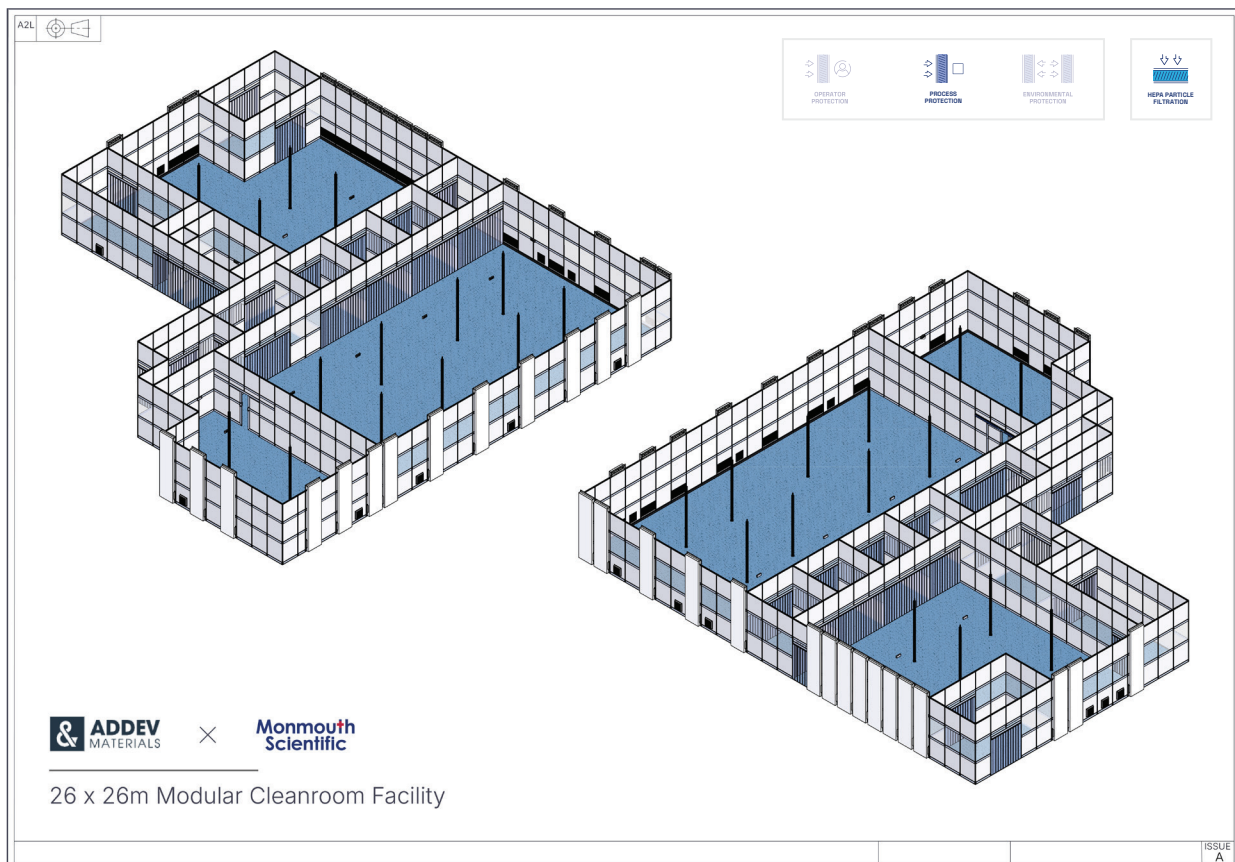 A2L
OPERATOR
PROTECTION
PROCESS
PROTECTION
ENVIRONMENTAL
PROTECTION
HEPA PARTICLE
FILTRATION
& ADDEV
MATERIALS
Monmouth
Scientific
26 x 26m Modular Cleanroom Facility
ISSUE
A